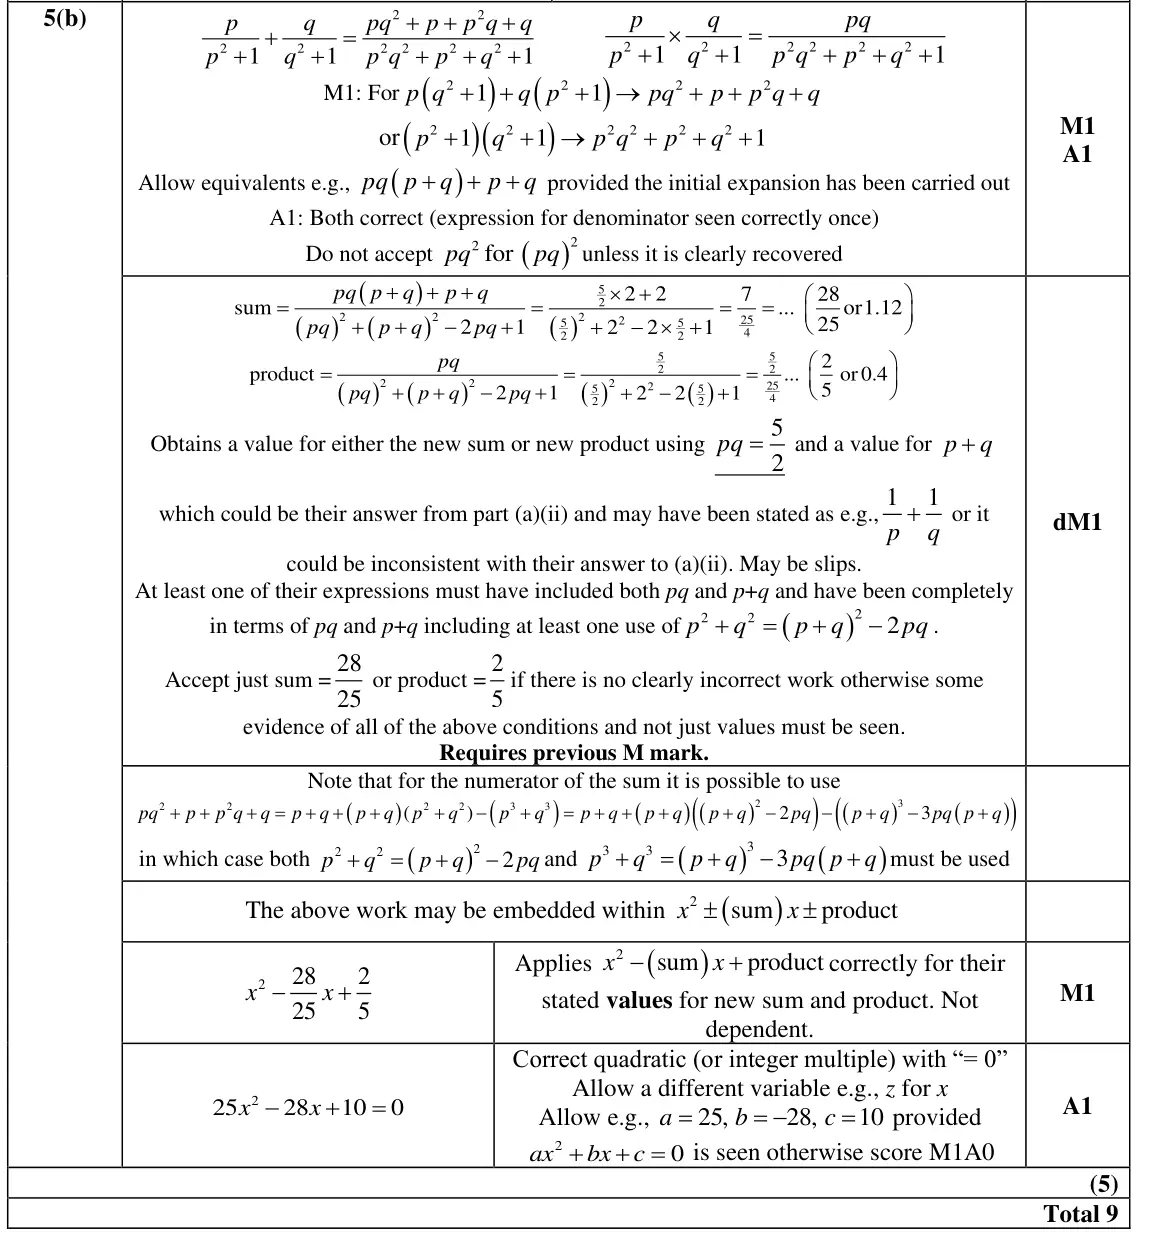 5(b)
p/(p²+1) + q/(q²+1) = (pq² + p + p²q + q)/(p²q² + p² + q² + 1)    p/(p²+1) × q/(q²+1) = pq/(p²q² + p² + q² + 1)
M1: For p(q² + 1) + q(p² + 1) → pq² + p + p²q + q
or (p² + 1)(q² + 1) → p²q² + p² + q² + 1
Allow equivalents e.g., pq(p + q) + p + q provided the initial expansion has been carried out
A1: Both correct (expression for denominator seen correctly once)
Do not accept pq² for (pq)² unless it is clearly recovered
M1
A1
sum = (pq(p + q) + p + q)/((pq)² + (p + q)² − 2pq + 1) = (5/2 × 2 + 2)/((5/2)² + 2² − 2 × 5/2 + 1) = 7/(25/4) = ... (28/25 or 1.12)
product = pq/((pq)² + (p + q)² − 2pq + 1) = (5/2)/((5/2)² + 2² − 2(5/2) + 1) = (5/2)/(25/4) ... (2/5 or 0.4)
Obtains a value for either the new sum or new product using pq = 5/2 and a value for p + q
which could be their answer from part (a)(ii) and may have been stated as e.g., 1/p + 1/q or it
could be inconsistent with their answer to (a)(ii). May be slips.
At least one of their expressions must have included both pq and p+q and have been completely
in terms of pq and p+q including at least one use of p² + q² = (p + q)² − 2pq .
Accept just sum = 28/25 or product = 2/5 if there is no clearly incorrect work otherwise some
evidence of all of the above conditions and not just values must be seen.
Requires previous M mark.
dM1
Note that for the numerator of the sum it is possible to use
pq² + p + p²q + q = p + q + (p + q)(p² + q²) − (p³ + q³) = p + q + (p + q)((p + q)² − 2pq) − ((p + q)³ − 3pq(p + q))
in which case both p² + q² = (p + q)² − 2pq and p³ + q³ = (p + q)³ − 3pq(p + q) must be used
The above work may be embedded within x² ± (sum)x ± product
x² − 28/25 x + 2/5
Applies x² − (sum)x + product correctly for their
stated values for new sum and product. Not
dependent.
M1
25x² − 28x + 10 = 0
Correct quadratic (or integer multiple) with “= 0”
Allow a different variable e.g., z for x
Allow e.g., a = 25, b = −28, c = 10 provided
ax² + bx + c = 0 is seen otherwise score M1A0
A1
(5)
Total 9